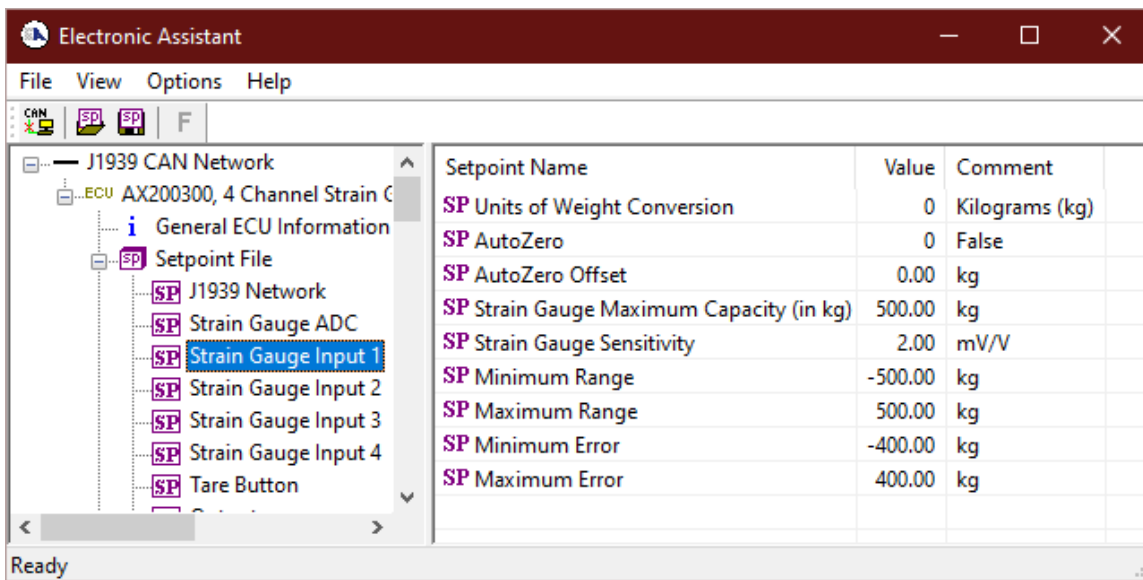 Electronic Assistant
File View Options Help
CAN SP SP F
J1939 CAN Network
ECU AX200300, 4 Channel Strain G
i General ECU Information
SP Setpoint File
SP J1939 Network
SP Strain Gauge ADC
SP Strain Gauge Input 1
SP Strain Gauge Input 2
SP Strain Gauge Input 3
SP Strain Gauge Input 4
SP Tare Button
Setpoint Name Value Comment
SP Units of Weight Conversion 0 Kilograms (kg)
SP AutoZero 0 False
SP AutoZero Offset 0.00 kg
SP Strain Gauge Maximum Capacity (in kg) 500.00 kg
SP Strain Gauge Sensitivity 2.00 mV/V
SP Minimum Range -500.00 kg
SP Maximum Range 500.00 kg
SP Minimum Error -400.00 kg
SP Maximum Error 400.00 kg
Ready